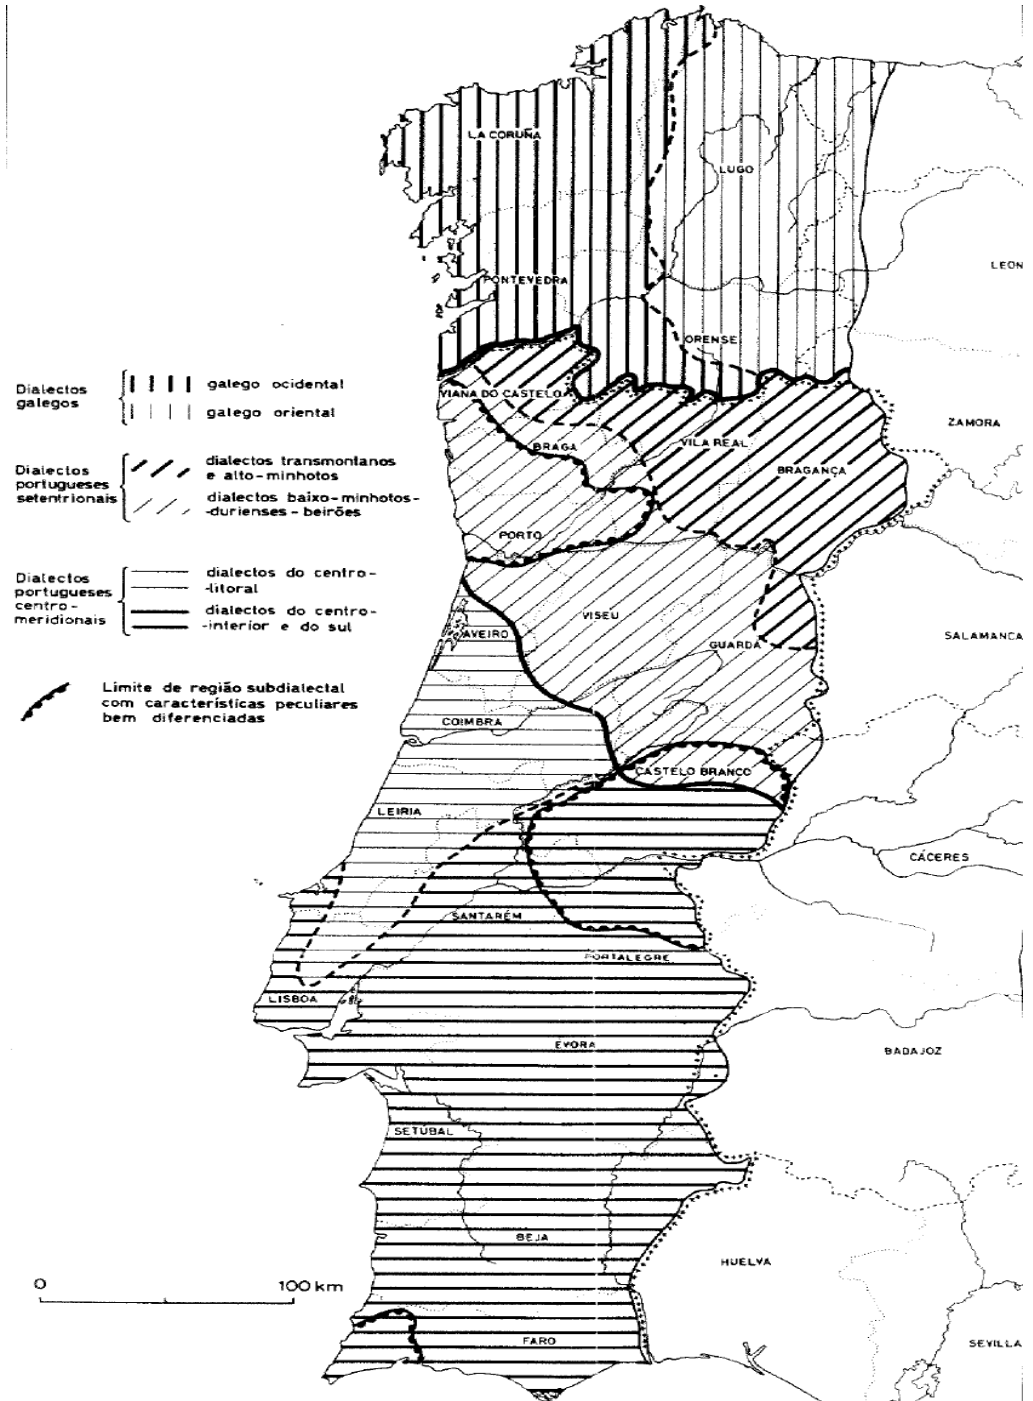 LA CORUÑA
LUGO
LEÓN
PONTEVEDRA
ORENSE
Dialectos
galegos
galego ocidental
galego oriental
VIANA DO CASTELO
ZAMORA
BRAGA
VILA REAL
BRAGANÇA
Dialectos
portugueses
setentrionais
dialectos transmontanos
e alto-minhotos
dialectos baixo-minhotos-
-durienses-beirões
PORTO
Dialectos
portugueses
centro-
meridionais
dialectos do centro-
-litoral
dialectos do centro-
-interior e do sul
VISEU
AVEIRO
GUARDA
SALAMANCA
Limite de região subdialectal
com características peculiares
bem diferenciadas
COIMBRA
CASTELO BRANCO
LEIRIA
CÁCERES
SANTARÉM
PORTALEGRE
LISBOA
EVORA
BADAJOZ
SETÚBAL
BEJA
HUELVA
0
100 km
FARO
SEVILLA